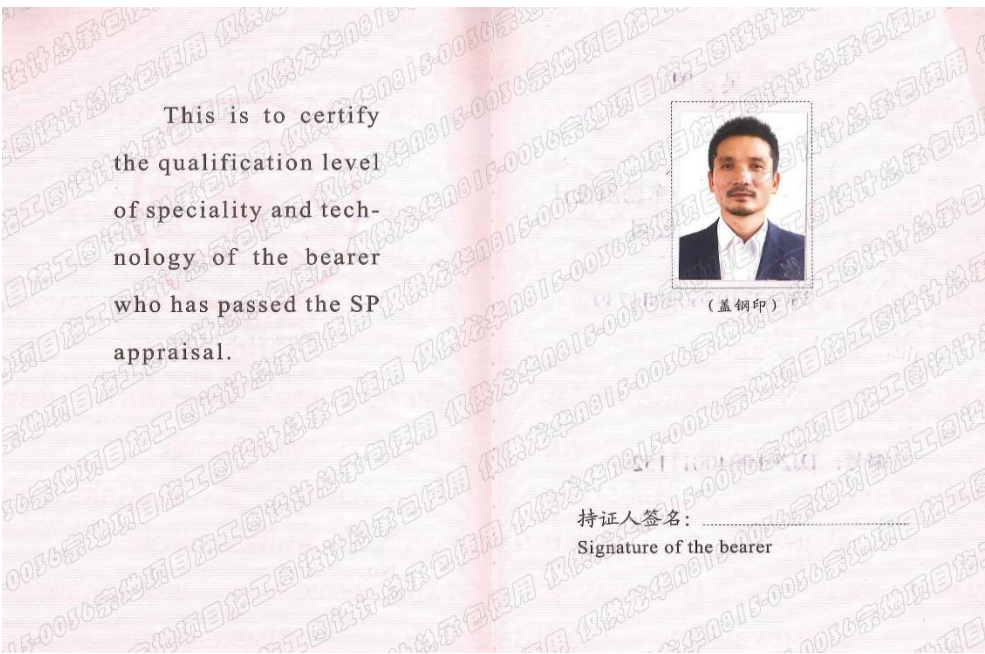 This is to certify
the qualification level
of speciality and tech-
nology of the bearer
who has passed the SP
appraisal.
(盖钢印)
持证人签名:
Signature of the bearer
仅供龙华A815-0036宗地项目施工图设计总承包使用